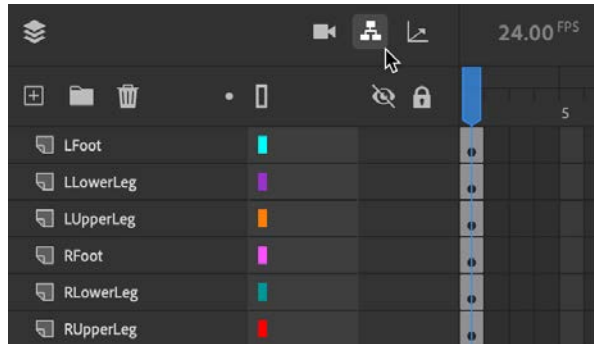 24.00 FPS
5
LFoot
LLowerLeg
LUpperLeg
RFoot
RLowerLeg
RUpperLeg